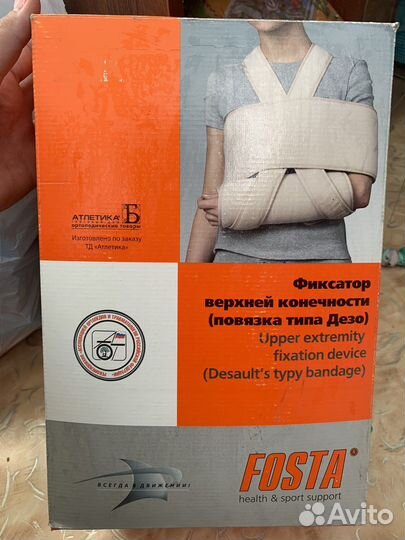 АТЛЕТИКА Б
ортопедические товары
Изготовлено по заказу
ТД «Атлетика»
Фиксатор
верхней конечности
(повязка типа Дезо)
Upper extremity
fixation device
(Desault's typy bandage)
ВСЕГДА В ДВИЖЕНИИ!
FOSTA®
health & sport support
Avito